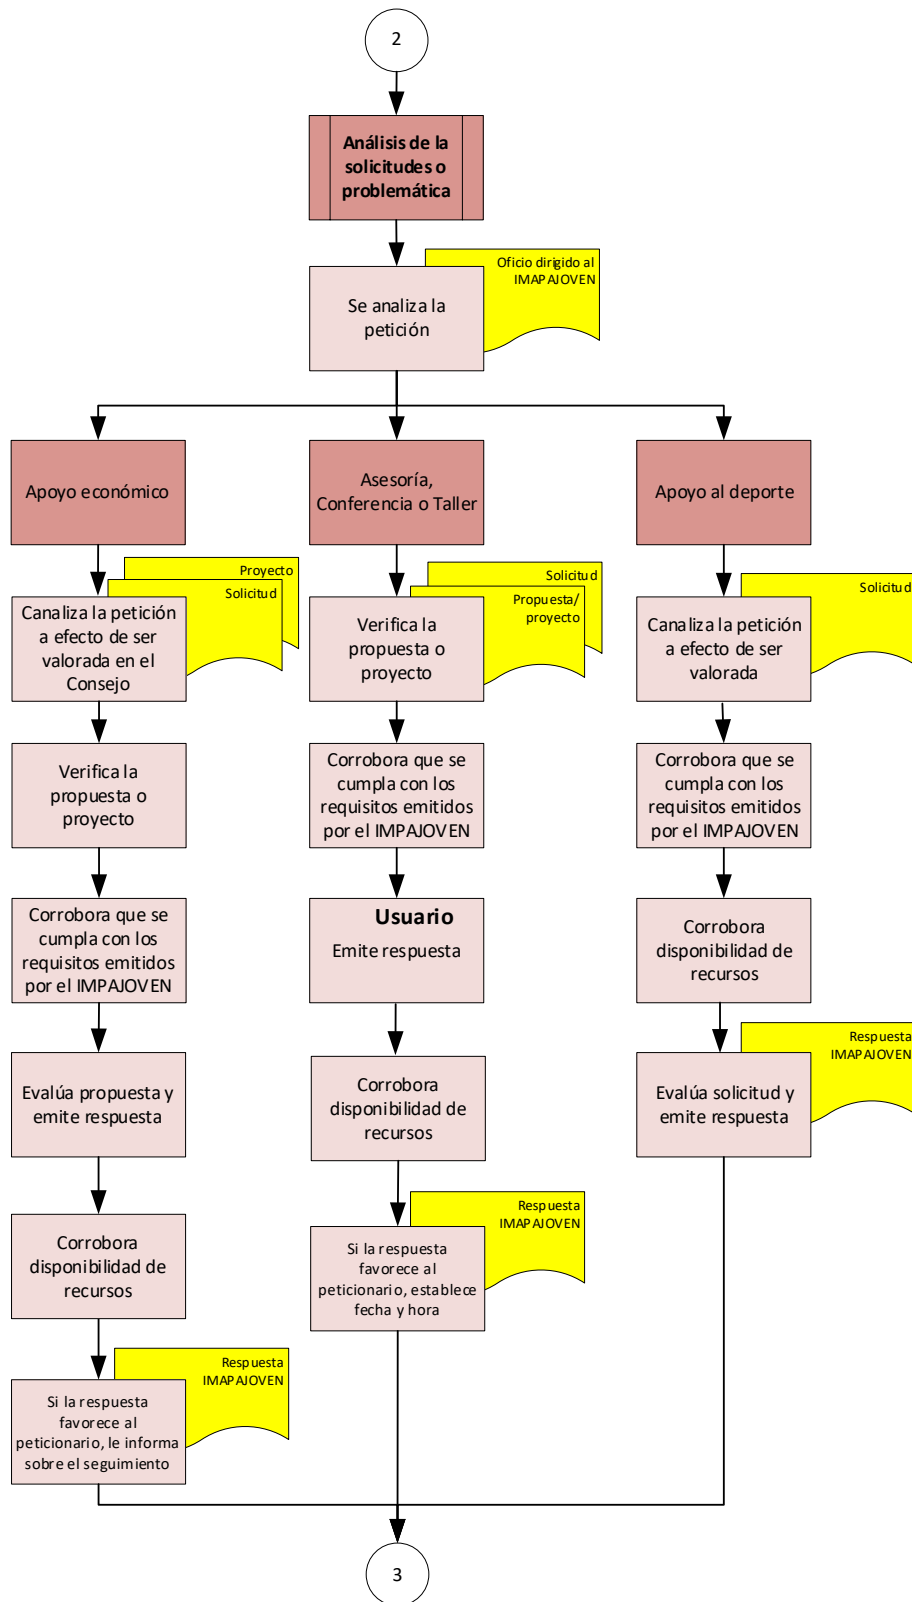 2
Análisis de la
solicitudes o
problemática
Oficio dirigido al
IMAPAJOVEN
Se analiza la
petición
Apoyo económico
Asesoría,
Conferencia o Taller
Apoyo al deporte
Proyecto
Solicitud
Canaliza la petición
a efecto de ser
valorada en el
Consejo
Solicitud
Propuesta/
proyecto
Verifica la
propuesta o
proyecto
Solicitud
Canaliza la petición
a efecto de ser
valorada
Verifica la
propuesta o
proyecto
Corrobora que se
cumpla con los
requisitos emitidos
por el IMPAJOVEN
Corrobora que se
cumpla con los
requisitos emitidos
por el IMPAJOVEN
Corrobora que se
cumpla con los
requisitos emitidos
por el IMPAJOVEN
Usuario
Emite respuesta
Corrobora
disponibilidad de
recursos
Evalúa propuesta y
emite respuesta
Corrobora
disponibilidad de
recursos
Respuesta
IMAPAJOVEN
Evalúa solicitud y
emite respuesta
Corrobora
disponibilidad de
recursos
Respuesta
IMAPAJOVEN
Si la respuesta
favorece al
peticionario, establece
fecha y hora
Respuesta
IMAPAJOVEN
Si la respuesta
favorece al
peticionario, le informa
sobre el seguimiento
3